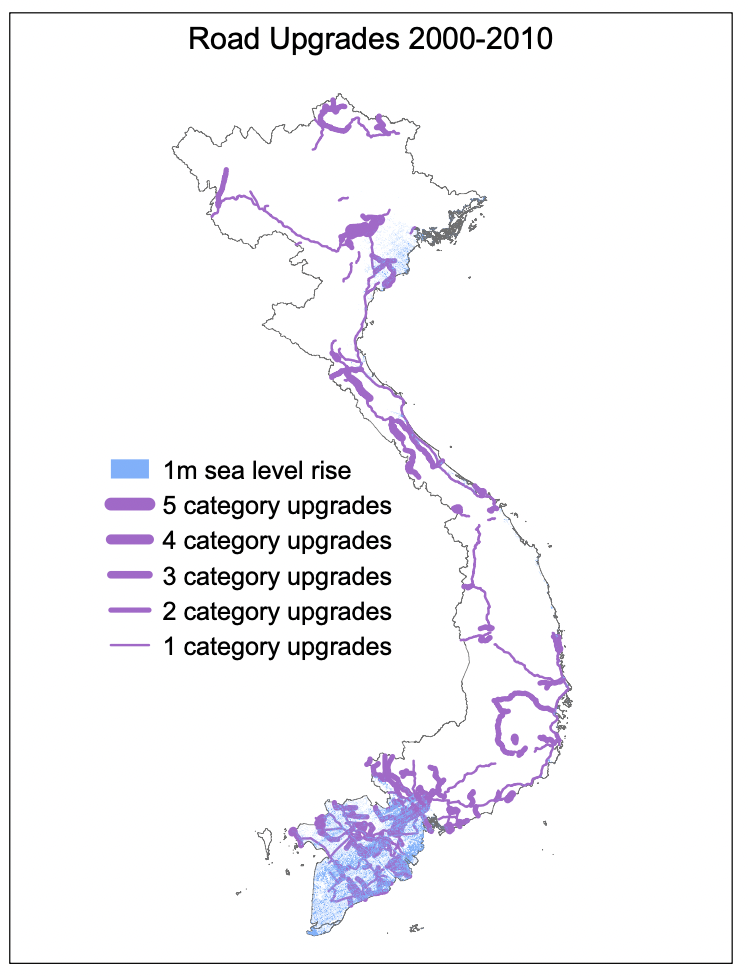 Road Upgrades 2000-2010
1m sea level rise
5 category upgrades
4 category upgrades
3 category upgrades
2 category upgrades
1 category upgrades